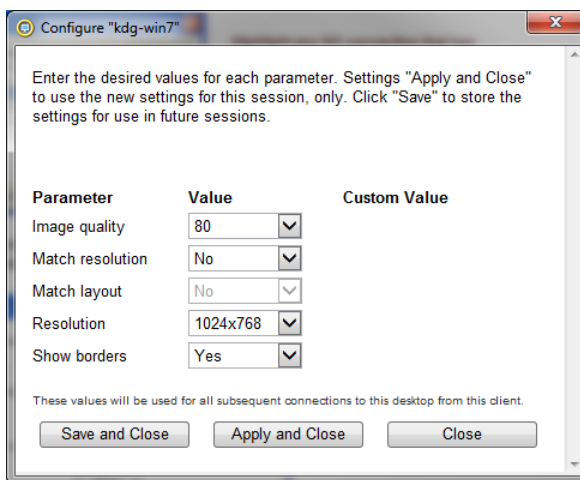 Configure "kdg-win7"
Enter the desired values for each parameter. Settings "Apply and Close"
to use the new settings for this session, only. Click "Save" to store the
settings for use in future sessions.
Parameter Value Custom Value
Image quality 80
Match resolution No
Match layout No
Resolution 1024x768
Show borders Yes
These values will be used for all subsequent connections to this desktop from this client.
Save and Close Apply and Close Close